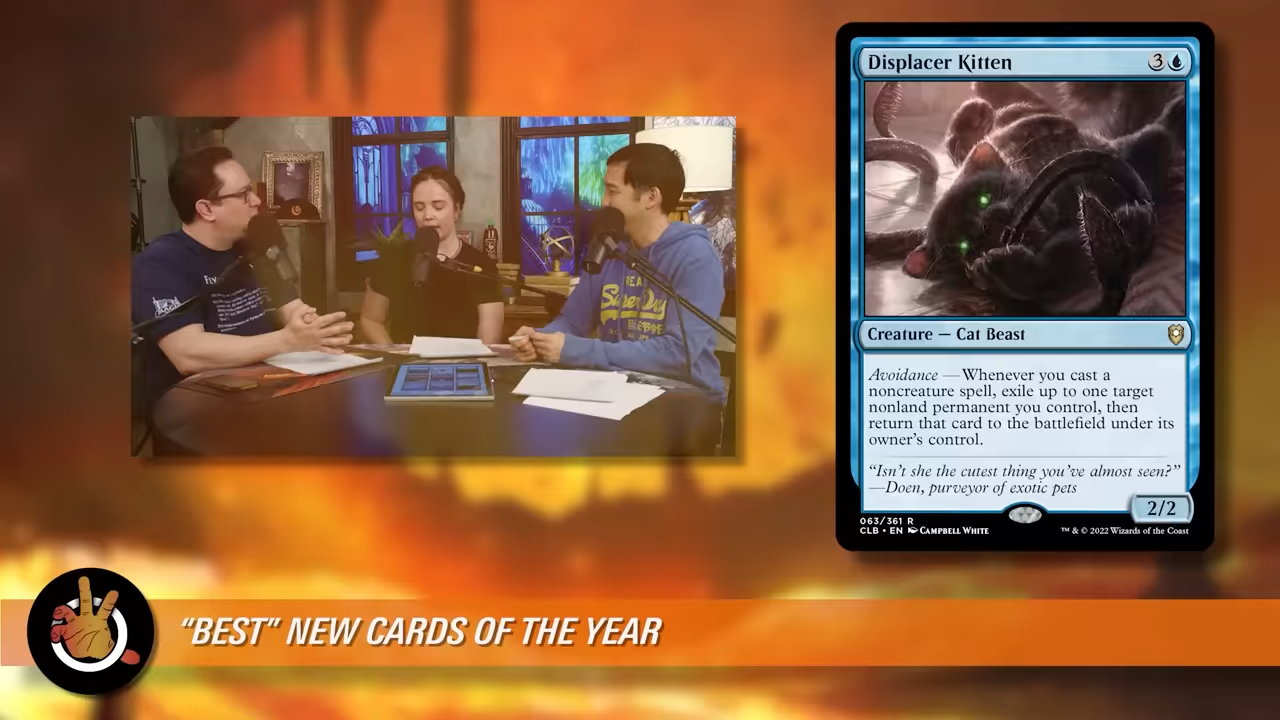 Displacer Kitten 3
Creature — Cat Beast
Avoidance — Whenever you cast a
noncreature spell, exile up to one target
nonland permanent you control, then
return that card to the battlefield under its
owner's control.
"Isn't she the cutest thing you've almost seen?"
—Doen, purveyor of exotic pets
2/2
063/361 R
CLB • EN CAMPBELL WHITE
™ & © 2022 Wizards of the Coast
"BEST" NEW CARDS OF THE YEAR